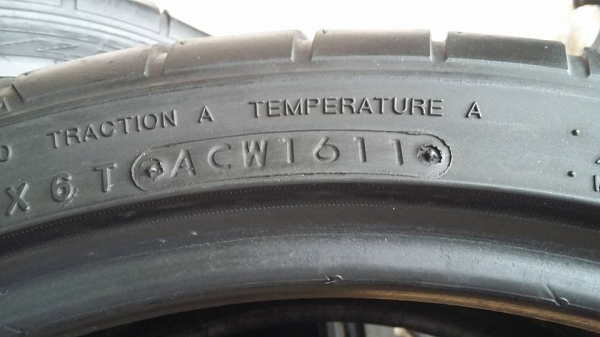 TRACTION A TEMPERATURE A
X6T ACW1611